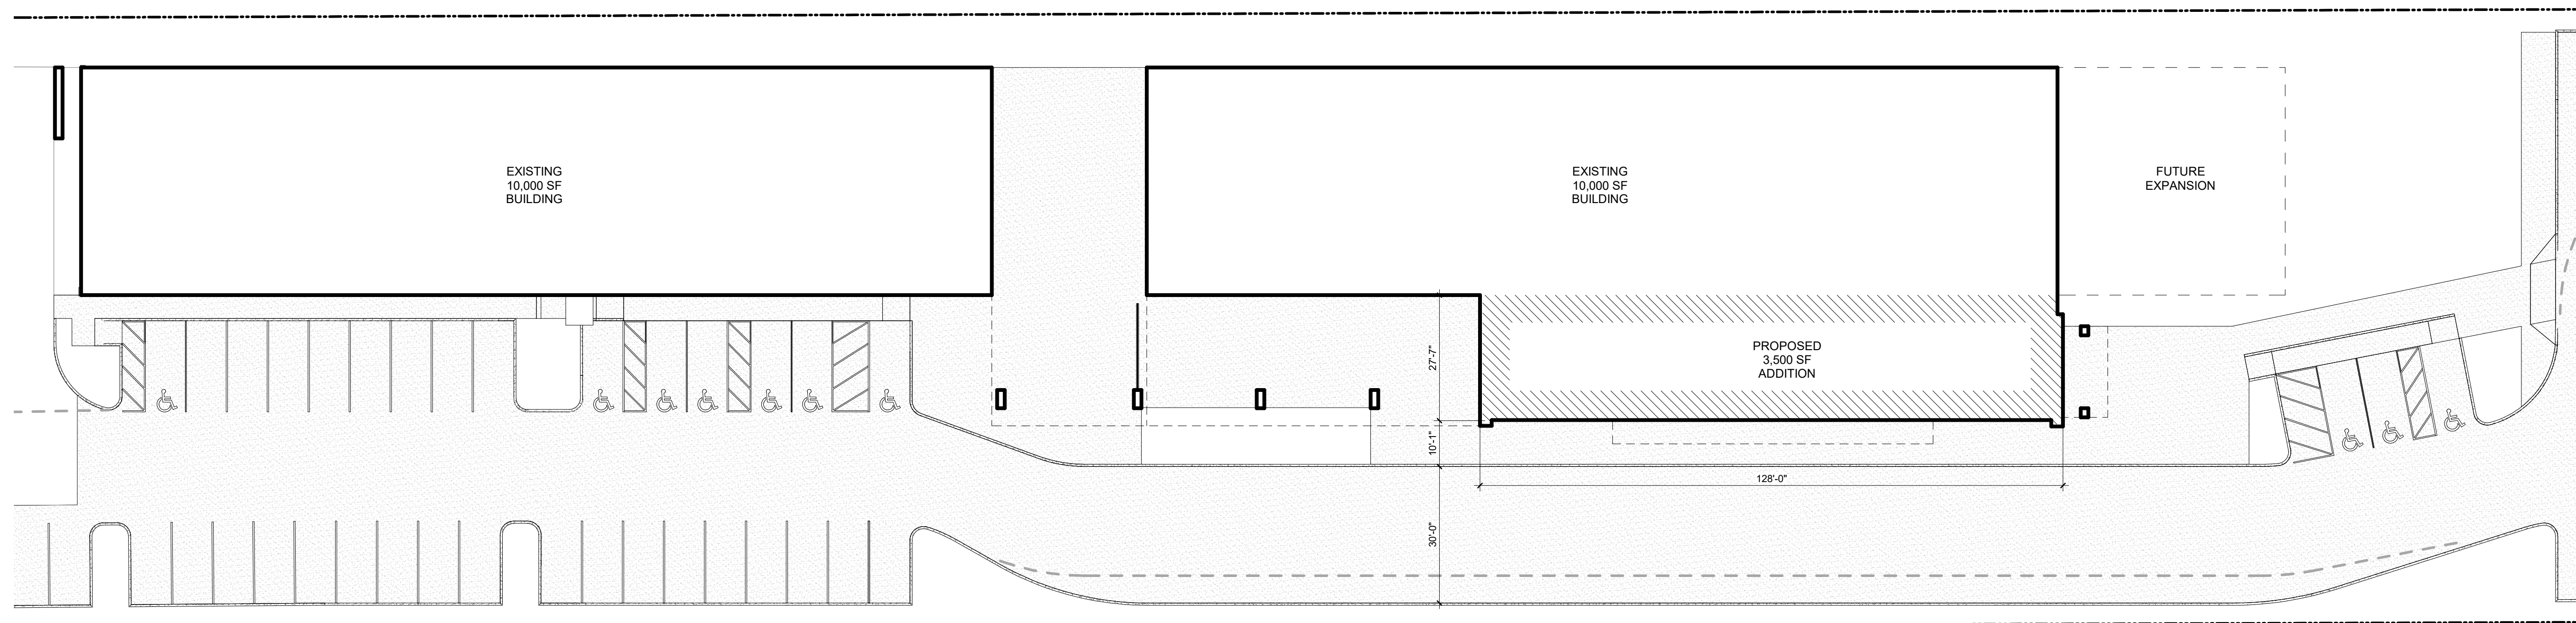 EXISTING
10,000 SF
BUILDING
EXISTING
10,000 SF
BUILDING
FUTURE
EXPANSION
PROPOSED
3,500 SF
ADDITION
27'-7"
10'-1"
128'-0"
30'-0"